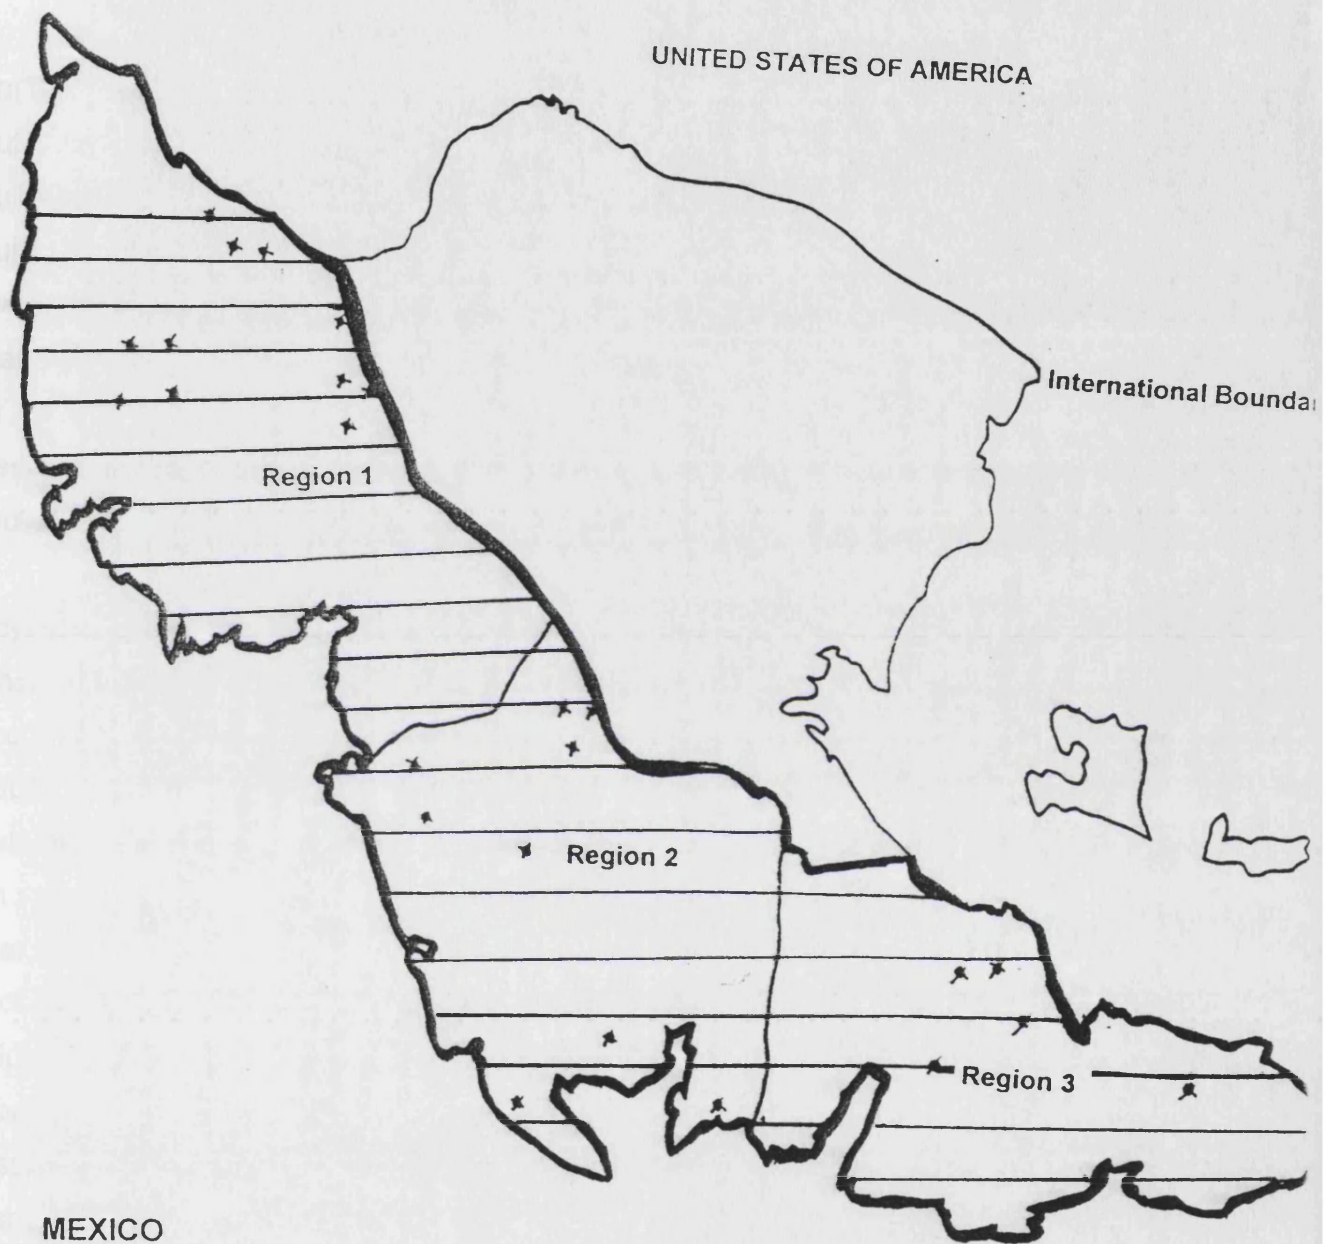 UNITED STATES OF AMERICA
International Bounda
Region 1
Region 2
Region 3
MEXICO